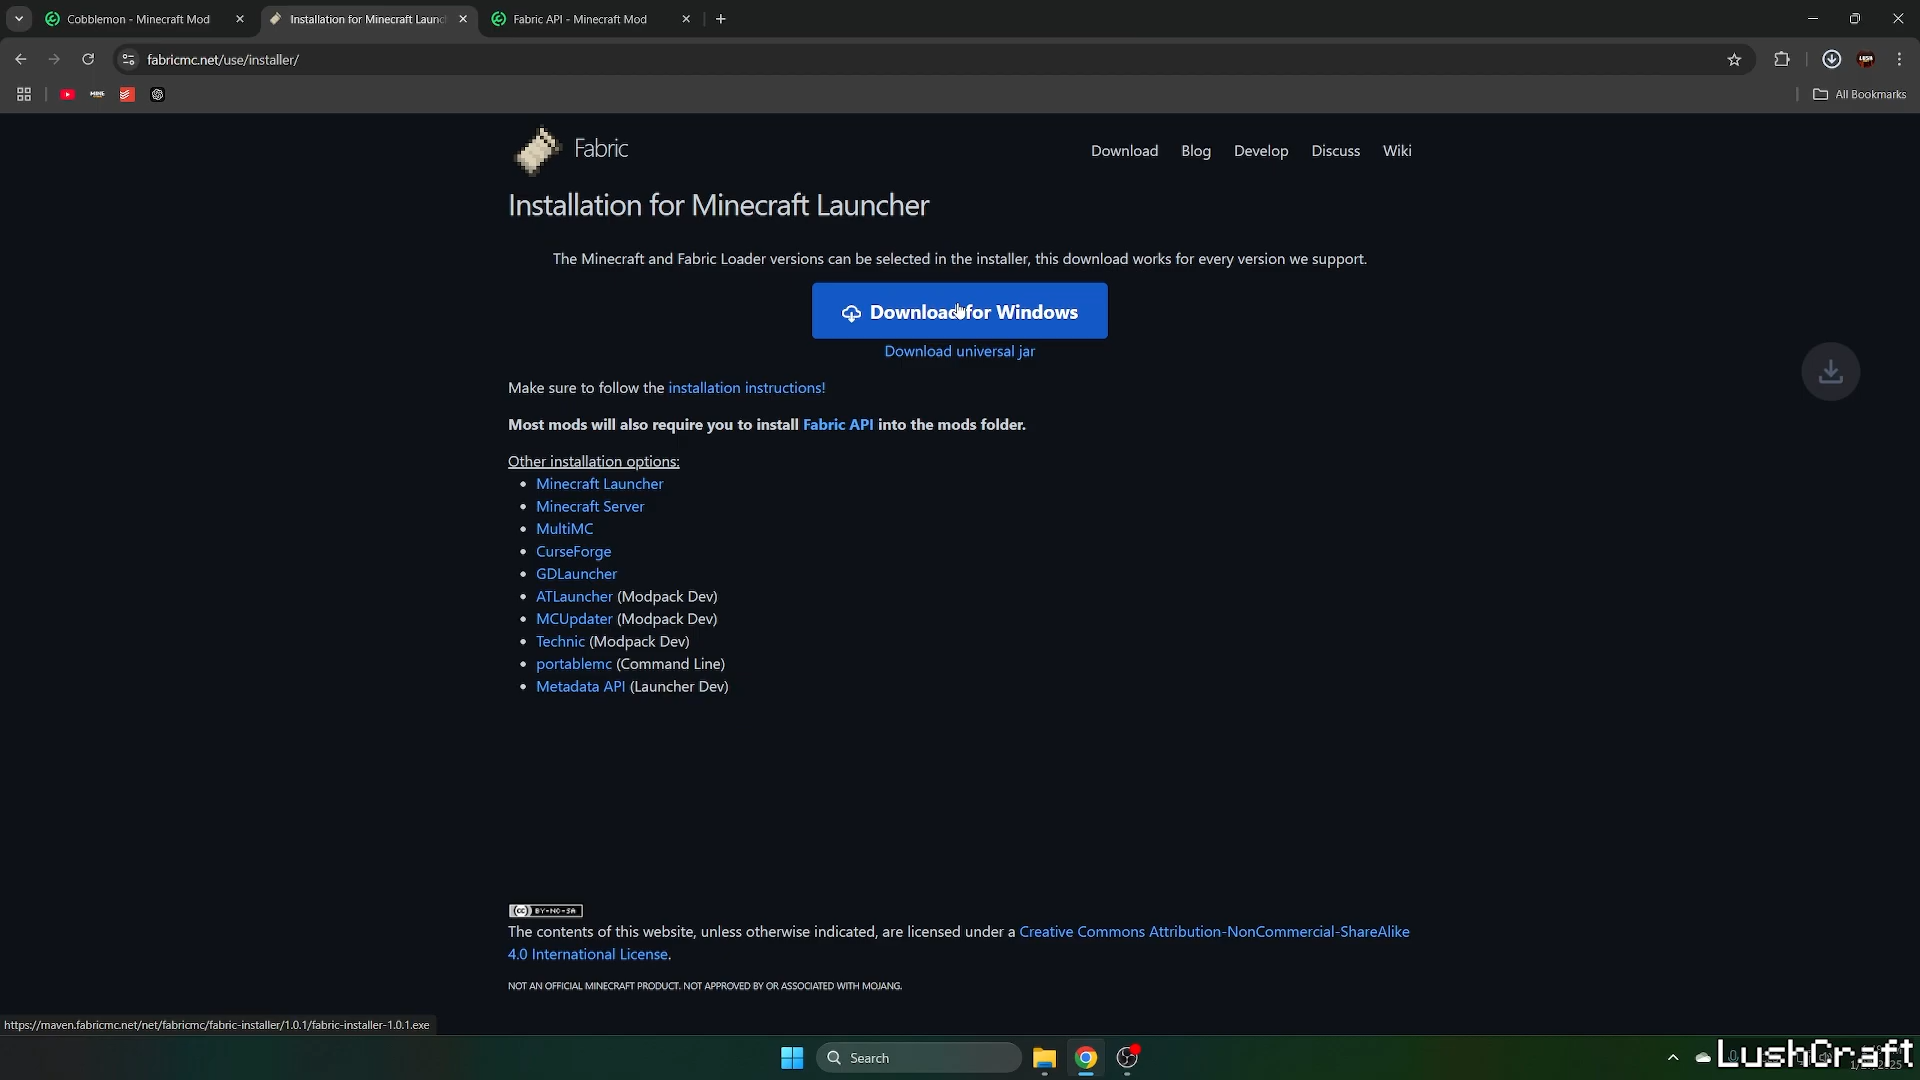 Cobblemon - Minecraft Mod
Installation for Minecraft Launc
Fabric API - Minecraft Mod
fabricmc.net/use/installer/
All Bookmarks
Fabric
Download
Blog
Develop
Discuss
Wiki
Installation for Minecraft Launcher
The Minecraft and Fabric Loader versions can be selected in the installer, this download works for every version we support.
Download for Windows
Download universal jar
Make sure to follow the installation instructions!
Most mods will also require you to install Fabric API into the mods folder.
Other installation options:
Minecraft Launcher
Minecraft Server
MultiMC
CurseForge
GDLauncher
ATLauncher (Modpack Dev)
MCUpdater (Modpack Dev)
Technic (Modpack Dev)
portablemc (Command Line)
Metadata API (Launcher Dev)
BY-NC-SA
The contents of this website, unless otherwise indicated, are licensed under a Creative Commons Attribution-NonCommercial-ShareAlike
4.0 International License.
NOT AN OFFICIAL MINECRAFT PRODUCT. NOT APPROVED BY OR ASSOCIATED WITH MOJANG.
https://maven.fabricmc.net/net/fabricmc/fabric-installer/1.0.1/fabric-installer-1.0.1.exe
Search
LushCraft